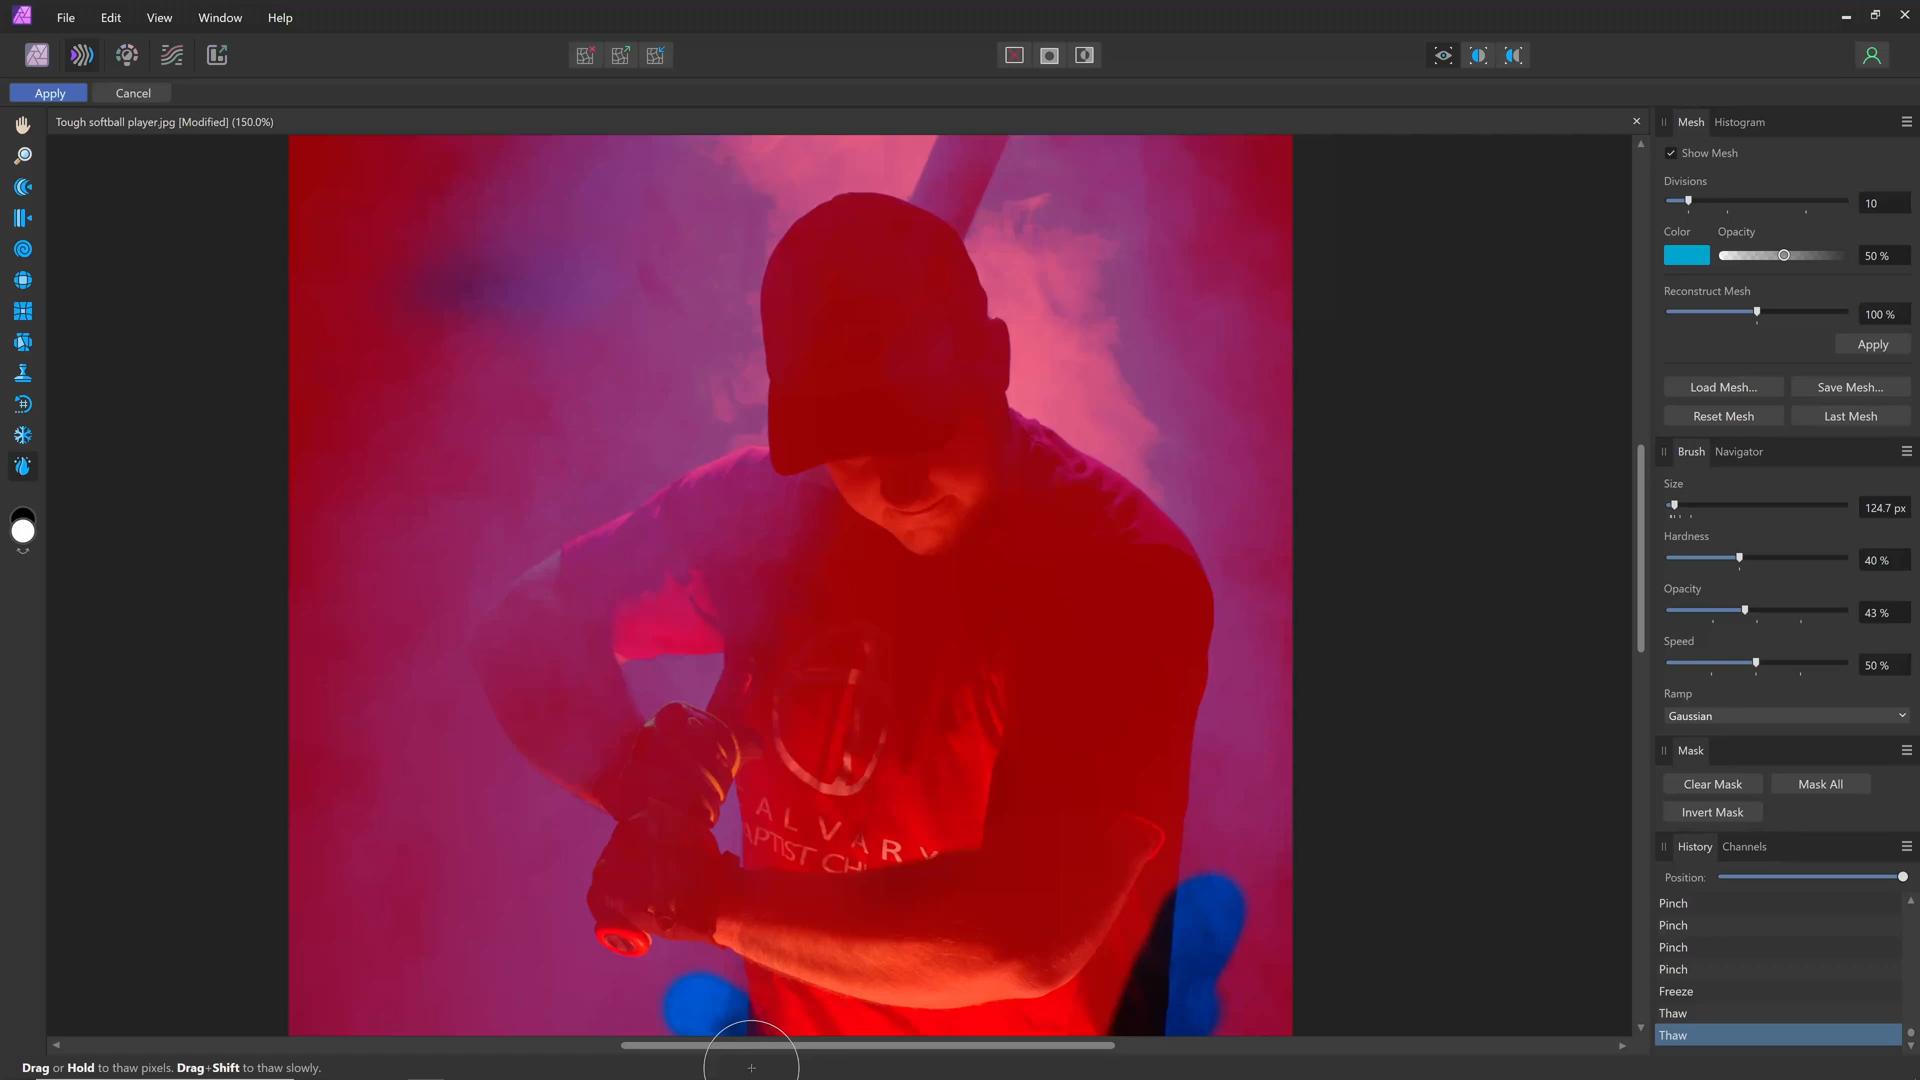 File Edit View Window Help
Apply Cancel
Tough softball player.jpg [Modified] (150.0%)
Mesh Histogram
Show Mesh
Divisions
10
Color Opacity
50 %
Reconstruct Mesh
100 %
Apply
Load Mesh... Save Mesh...
Reset Mesh Last Mesh
Brush Navigator
Size
124.7 px
Hardness
40 %
Opacity
43 %
Speed
50 %
Ramp
Gaussian
Mask
Clear Mask Mask All
Invert Mask
History Channels
Position:
Pinch
Pinch
Pinch
Pinch
Freeze
Thaw
Thaw
ALVARY
APTIST CH
Drag or Hold to thaw pixels. Drag+Shift to thaw slowly.